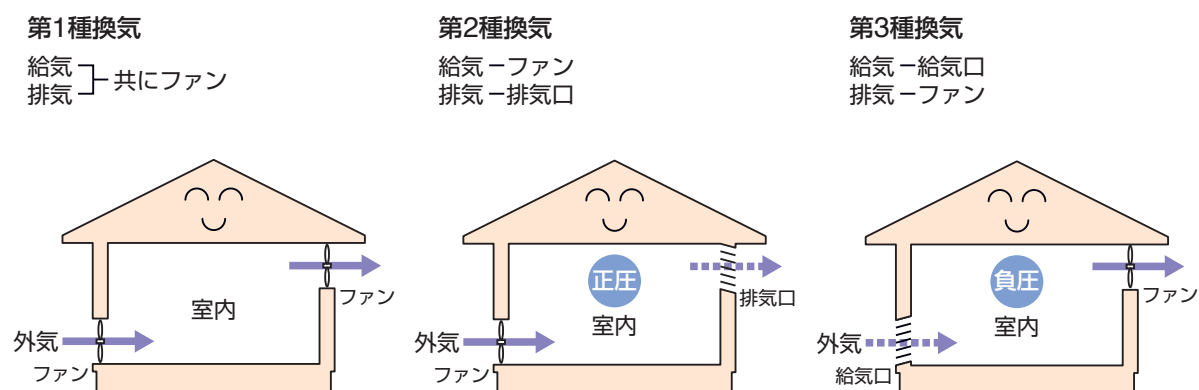 第1種換気
給気
排気
共にファン
ファン
室内
外気
ファン
第2種換気
給気－ファン
排気－排気口
正圧
排気口
室内
外気
ファン
第3種換気
給気－給気口
排気－ファン
負圧
ファン
室内
外気
給気口